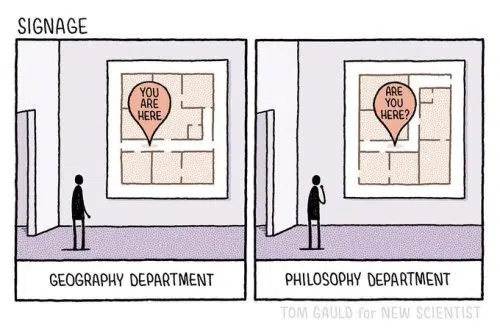 SIGNAGE
YOU
ARE
HERE
GEOGRAPHY DEPARTMENT
ARE
YOU
HERE?
PHILOSOPHY DEPARTMENT
TOM GAULD for NEW SCIENTIST